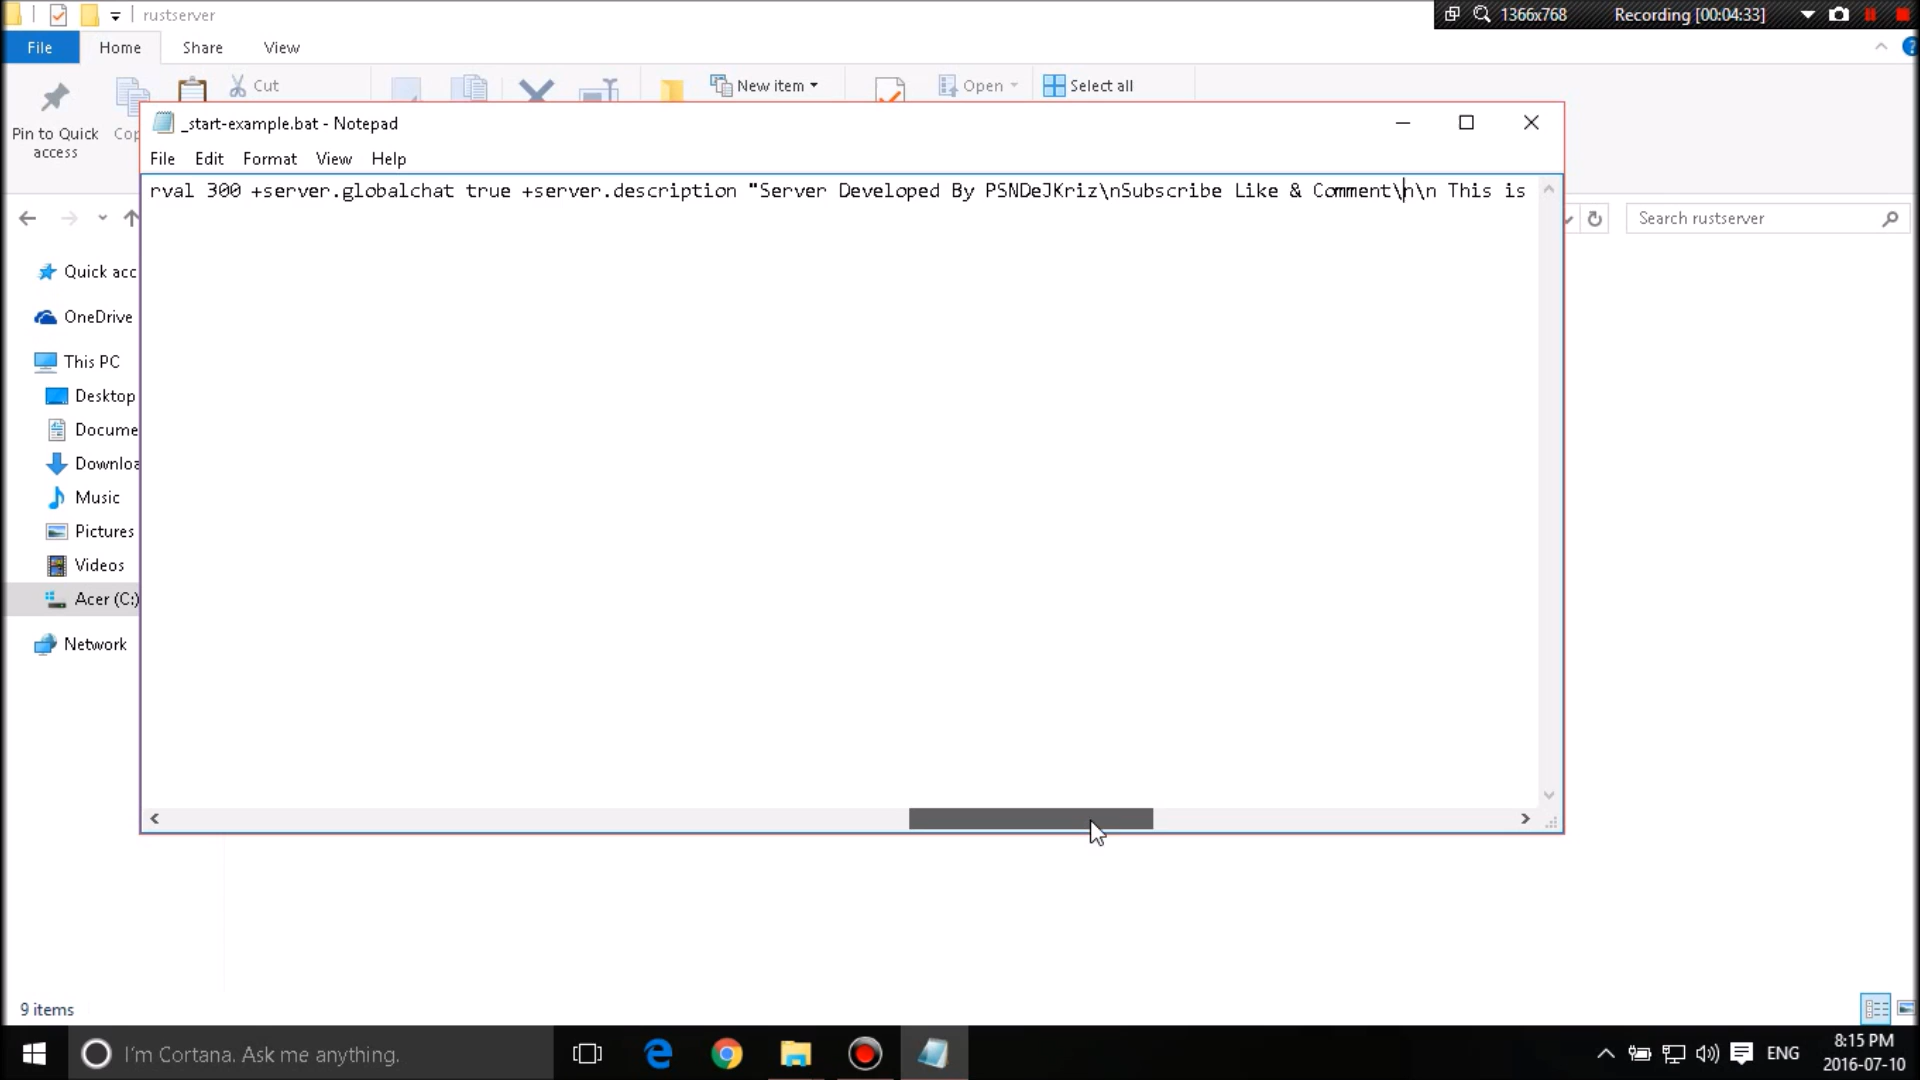 rustserver
1366x768 Recording [00:04:33]
File Home Share View
Cut
New item
Open
Select all
Pin to Quick access
_start-example.bat - Notepad
File Edit Format View Help
rval 300 +server.globalchat true +server.description "Server Developed By PSNDeJKriz\nSubscribe Like & Comment\n\n This is
Search rustserver
Quick acc
OneDrive
This PC
Desktop
Docume
Downloa
Music
Pictures
Videos
Acer (C:)
Network
9 items
I'm Cortana. Ask me anything.
ENG
8:15 PM
2016-07-10